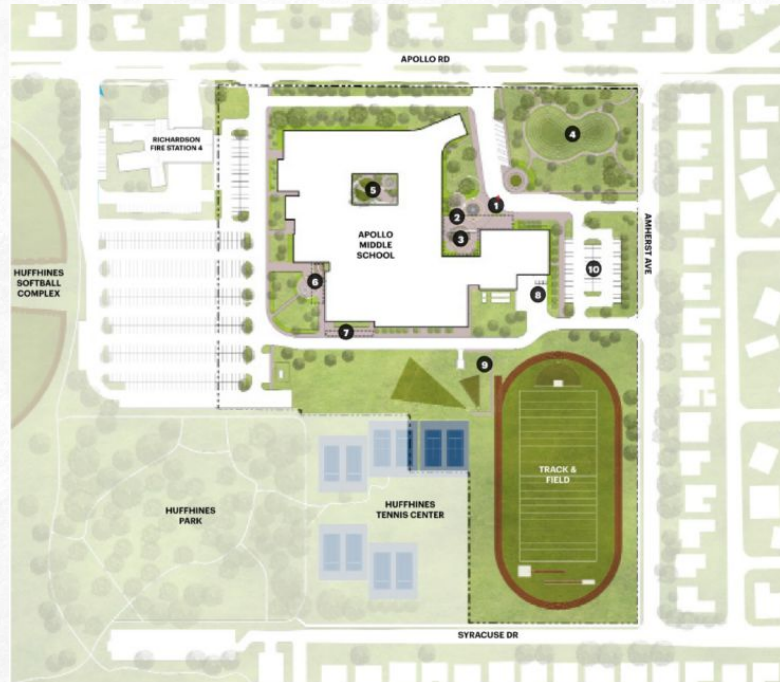 APOLLO RD
RICHARDSON
FIRE STATION 4
4
5
1
2
APOLLO
MIDDLE
SCHOOL
3
AMHERST AVE
HUFFHINES
SOFTBALL
COMPLEX
10
6
8
7
9
TRACK &
FIELD
HUFFHINES
PARK
HUFFHINES
TENNIS CENTER
SYRACUSE DR